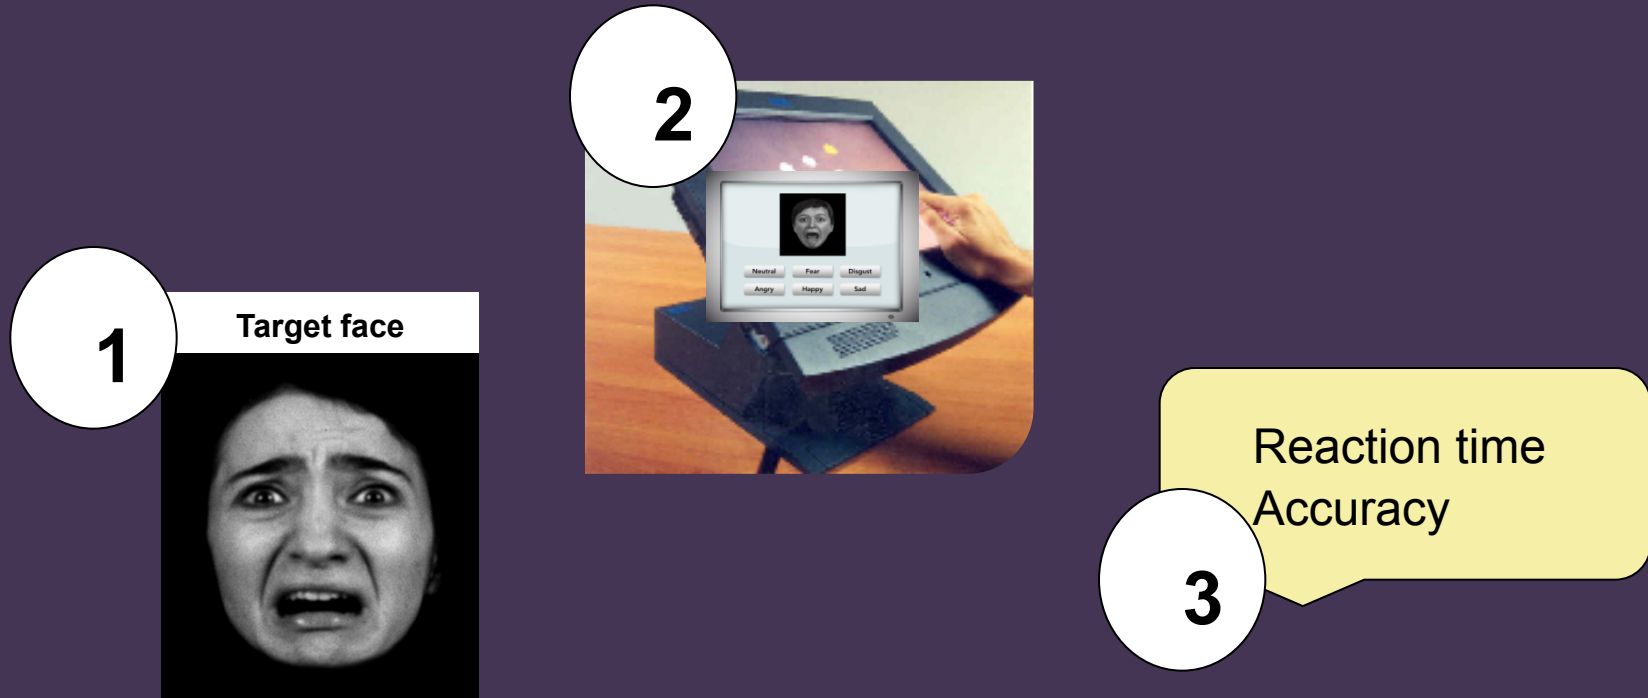 1
Target face
2
Neutral Fear Disgust
Angry Happy Sad
3
Reaction time
Accuracy